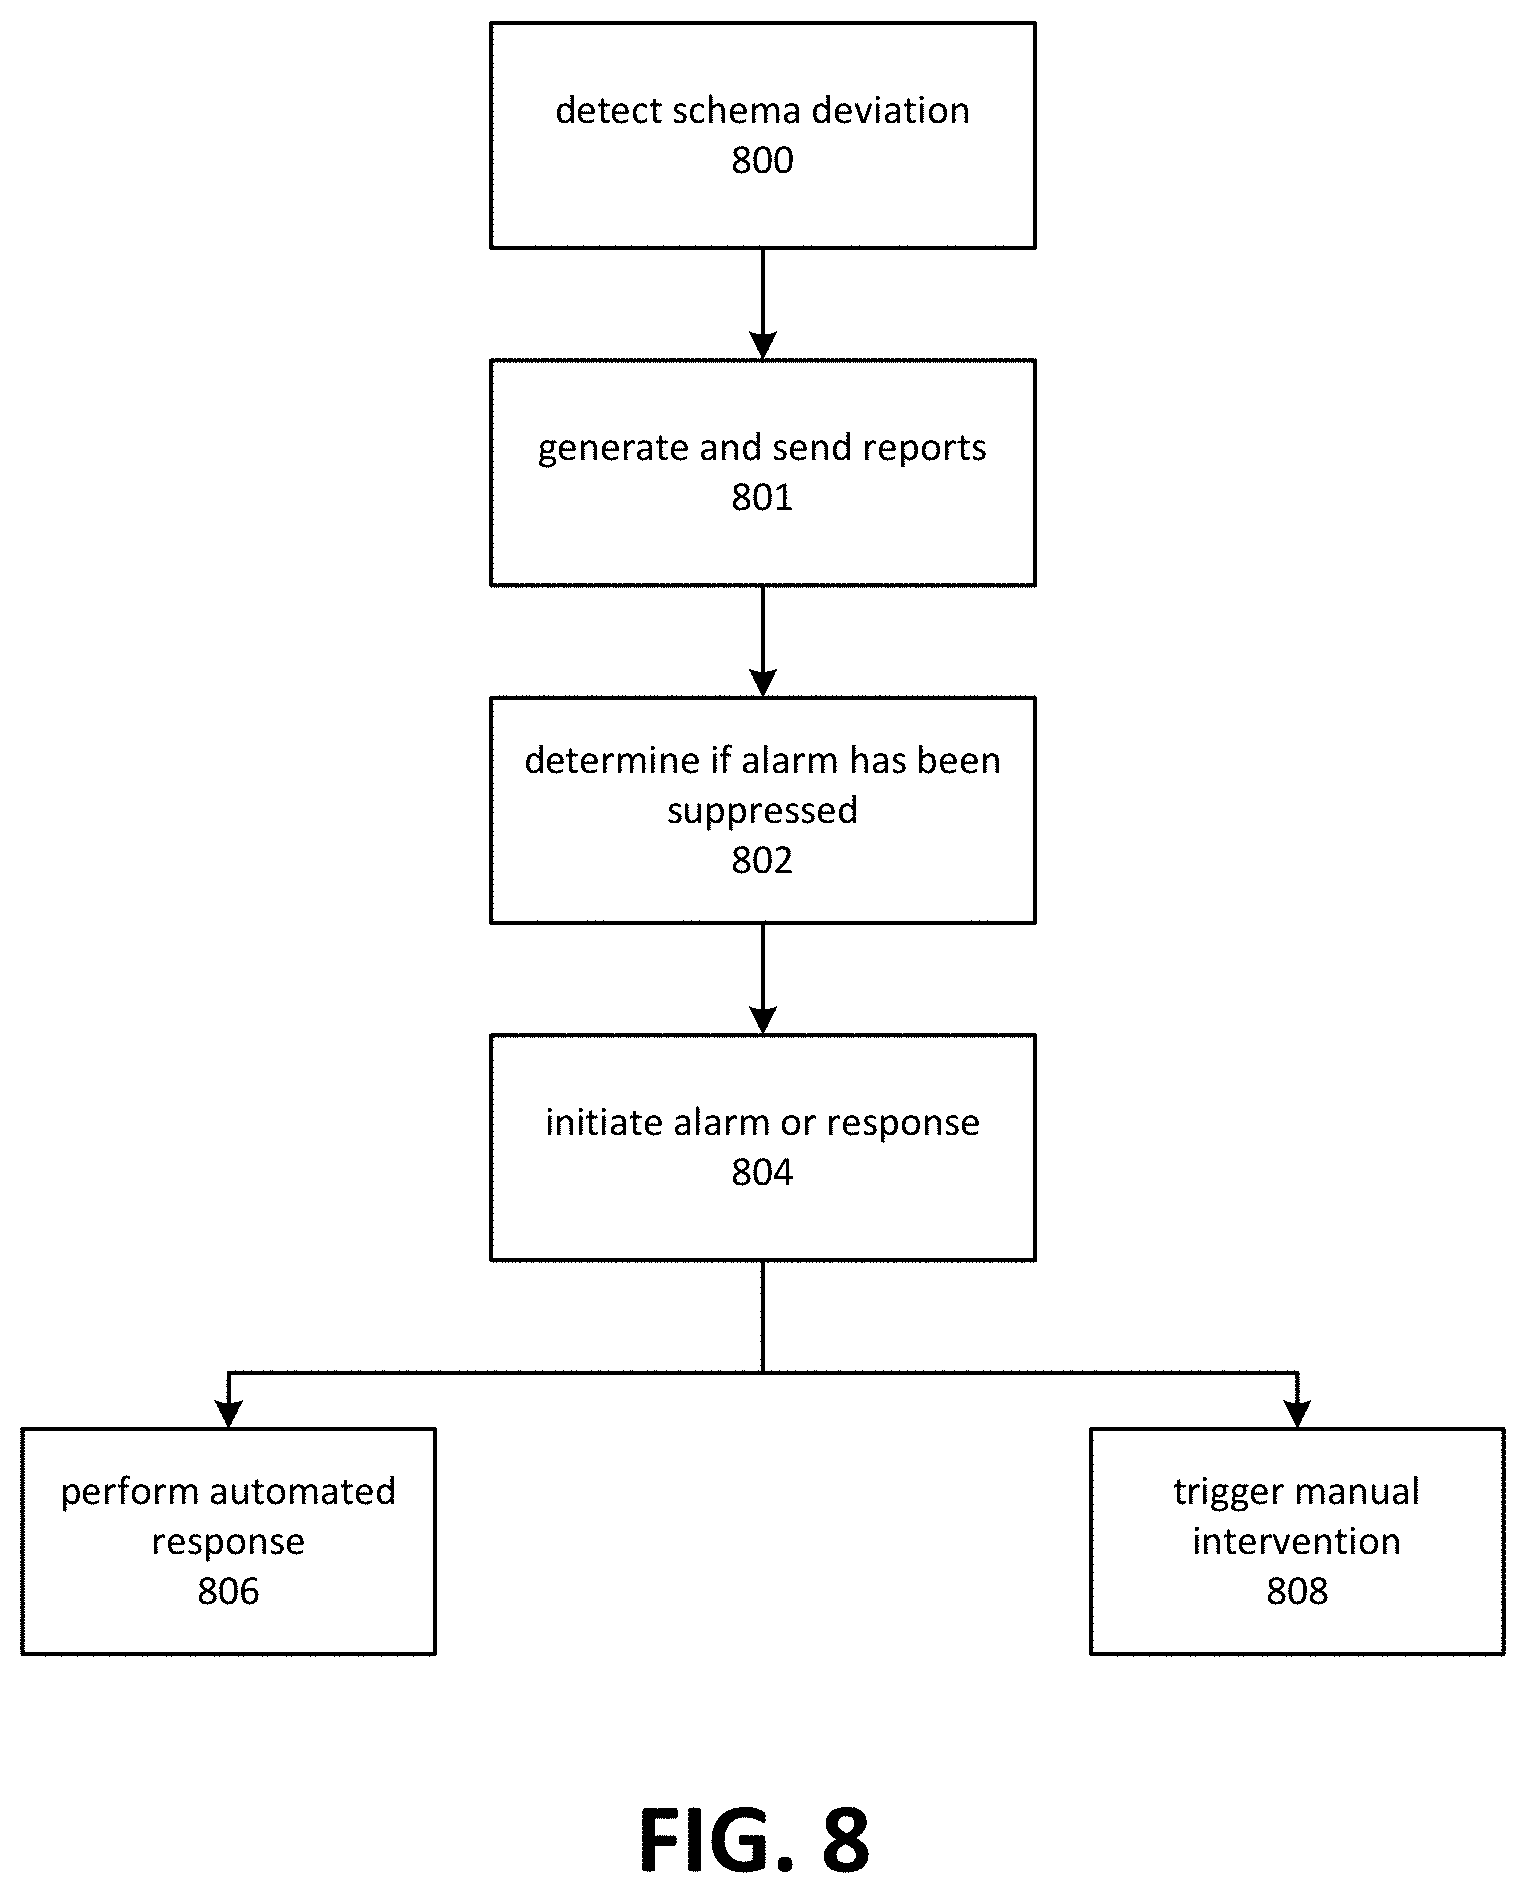 detect schema deviation
800
generate and send reports
801
determine if alarm has been
suppressed
802
initiate alarm or response
804
perform automated
response
806
trigger manual
intervention
808
FIG. 8